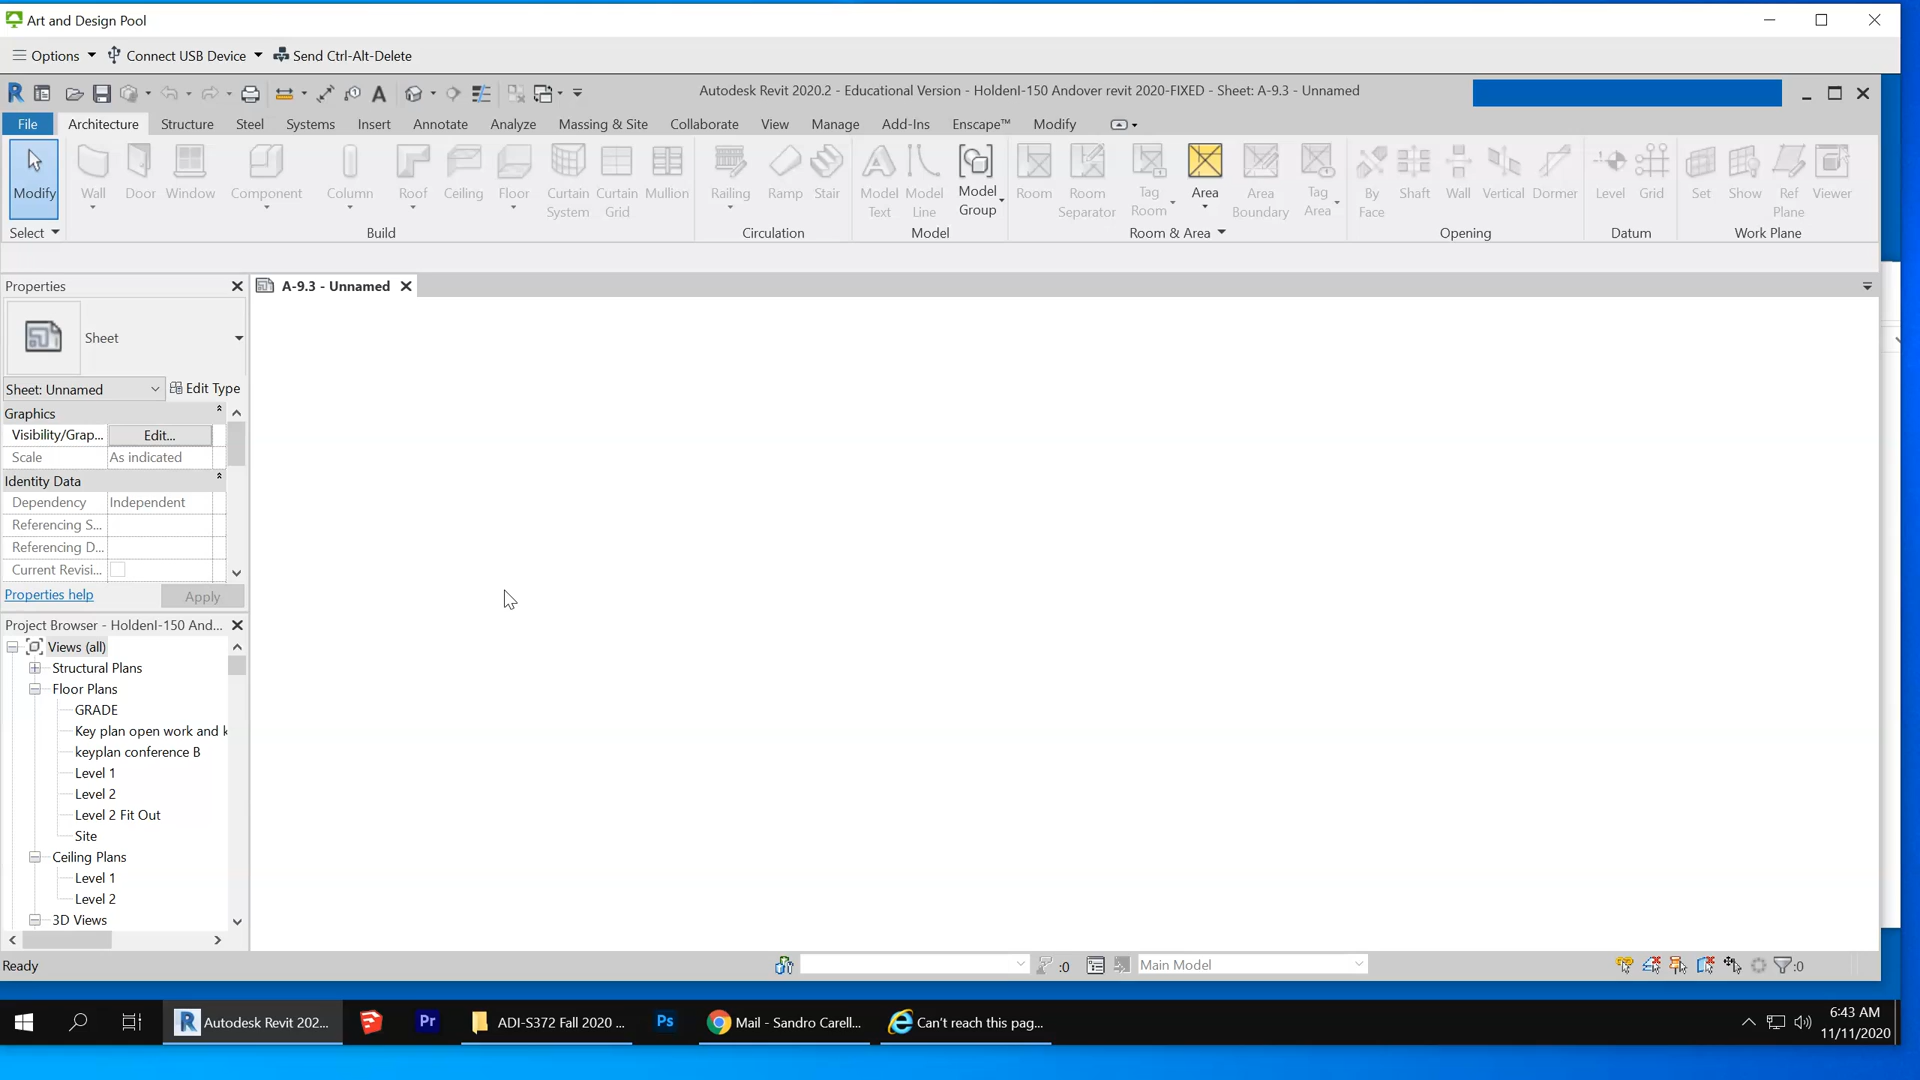 Art and Design Pool
Options Connect USB Device Send Ctrl-Alt-Delete
Autodesk Revit 2020.2 - Educational Version - HoldenI-150 Andover revit 2020-FIXED - Sheet: A-9.3 - Unnamed
File Architecture Structure Steel Systems Insert Annotate Analyze Massing & Site Collaborate View Manage Add-Ins Enscape™ Modify
Modify Wall Door Window Component Column Roof Ceiling Floor Curtain System Curtain Grid Mullion Railing Ramp Stair Model Text Model Line Model Group Room Room Separator Tag Room Area Area Boundary Tag Area By Face Shaft Wall Vertical Dormer Level Grid Set Show Ref Plane Viewer
Select Build Circulation Model Room & Area Opening Datum Work Plane
Properties
A-9.3 - Unnamed
Sheet
Sheet: Unnamed Edit Type
Graphics
Visibility/Grap... Edit...
Scale As indicated
Identity Data
Dependency Independent
Referencing S...
Referencing D...
Current Revisi...
Properties help Apply
Project Browser - HoldenI-150 And...
Views (all)
Structural Plans
Floor Plans
GRADE
Key plan open work and k
keyplan conference B
Level 1
Level 2
Level 2 Fit Out
Site
Ceiling Plans
Level 1
Level 2
3D Views
Ready :0 Main Model :0
Autodesk Revit 202... Pr ADI-S372 Fall 2020 ... Ps Mail - Sandro Carell... Can't reach this pag...
6:43 AM
11/11/2020